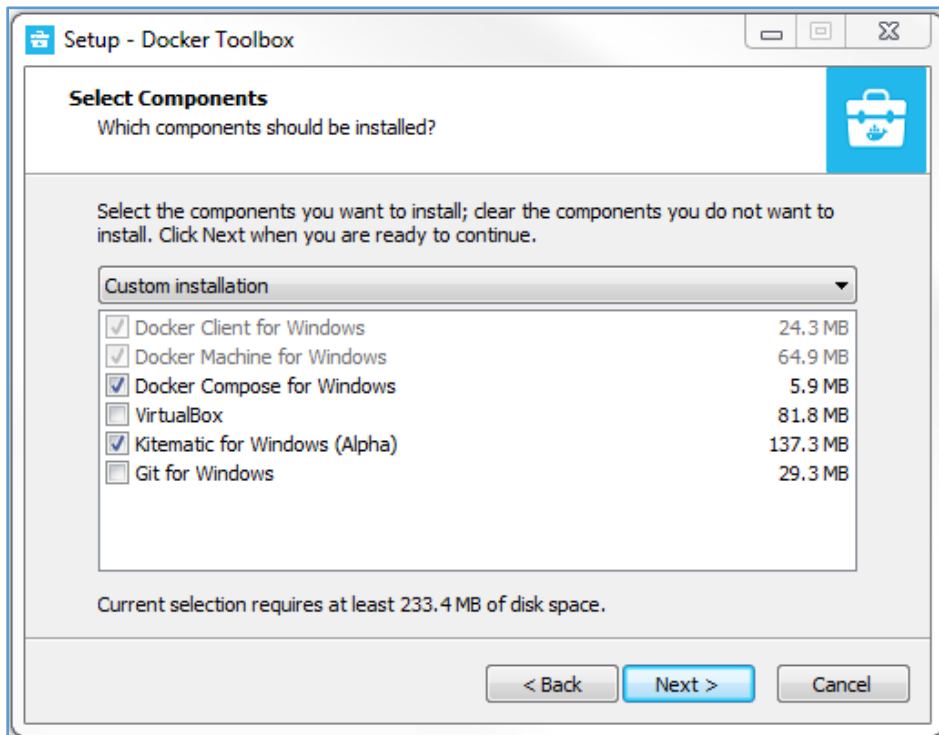 Setup - Docker Toolbox
Select Components
Which components should be installed?
Select the components you want to install; clear the components you do not want to
install. Click Next when you are ready to continue.
Custom installation
Docker Client for Windows 24.3 MB
Docker Machine for Windows 64.9 MB
Docker Compose for Windows 5.9 MB
VirtualBox 81.8 MB
Kitematic for Windows (Alpha) 137.3 MB
Git for Windows 29.3 MB
Current selection requires at least 233.4 MB of disk space.
< Back Next > Cancel